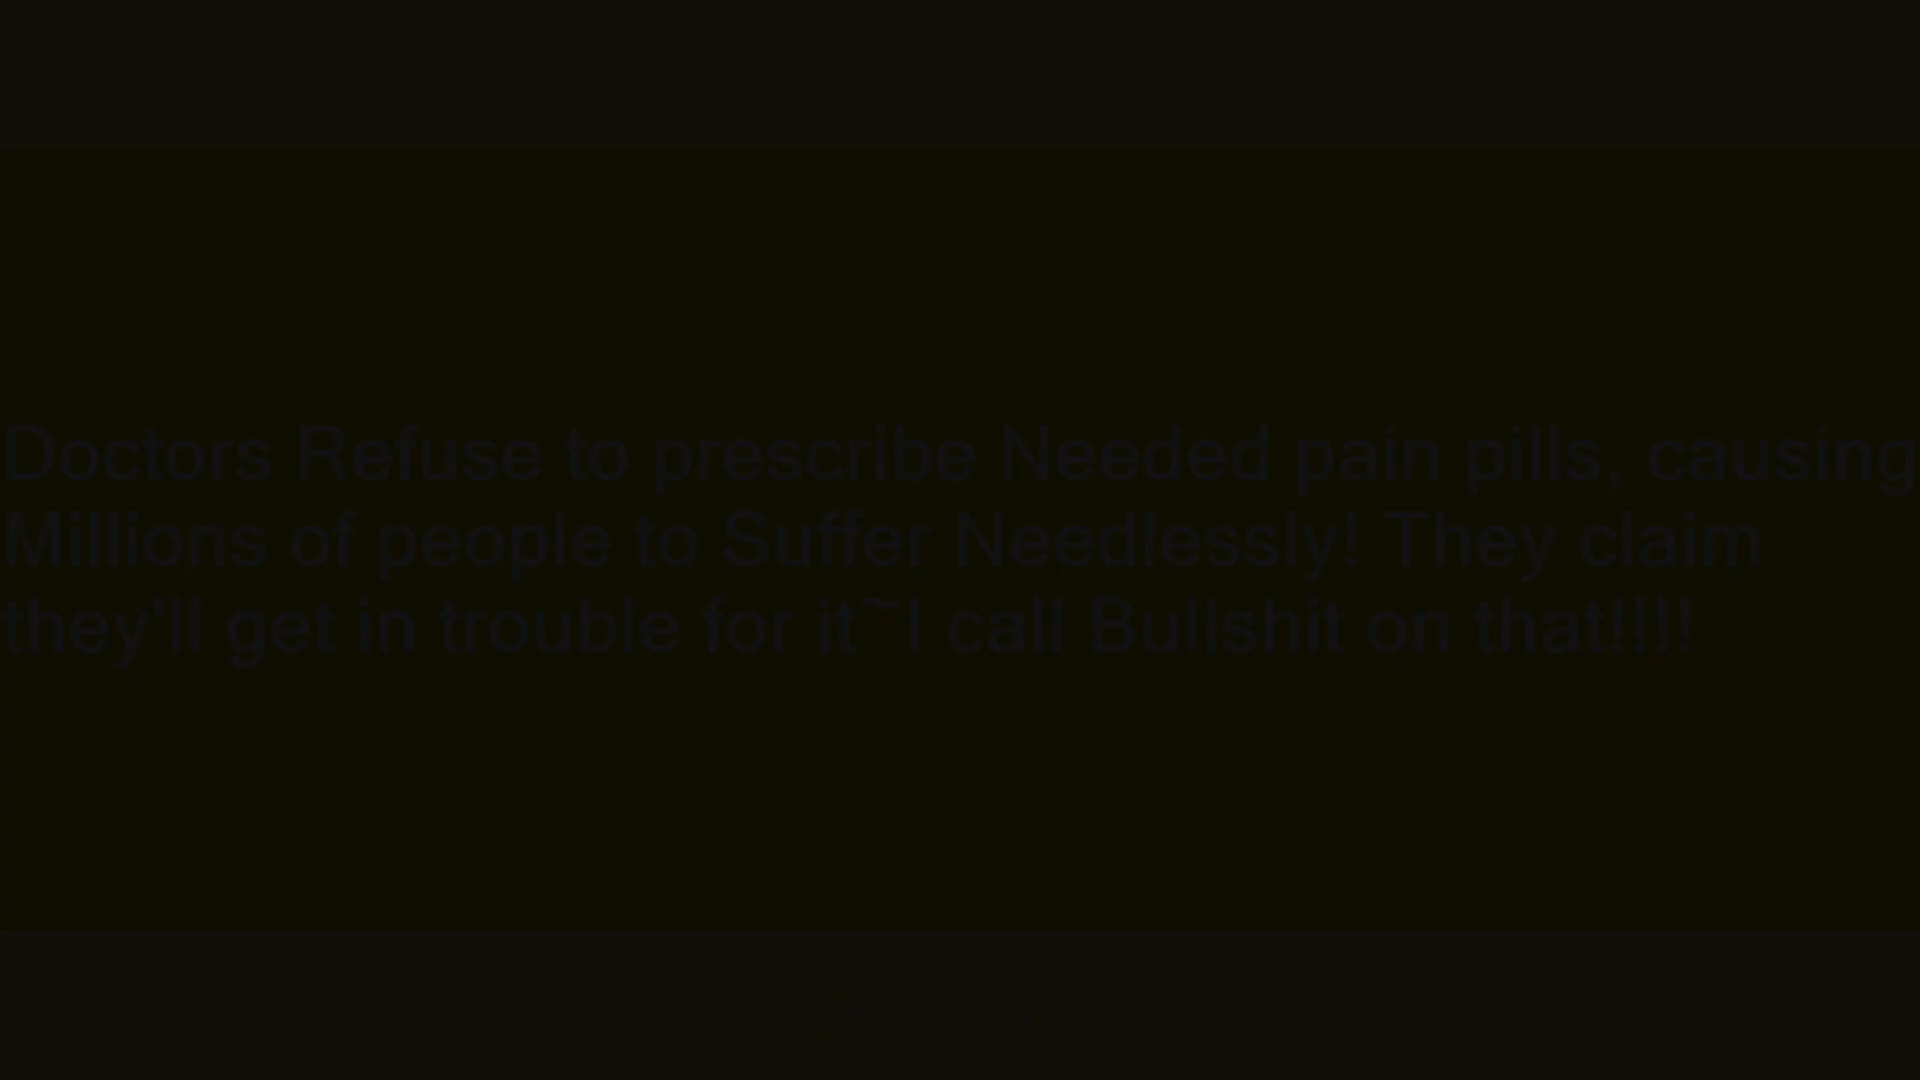 Doctors Refuse to prescribe Needed pain pills, causing
Millions of people to Suffer Needlessly! They claim
they'll get in trouble for it~I call Bullshit on that!!!!